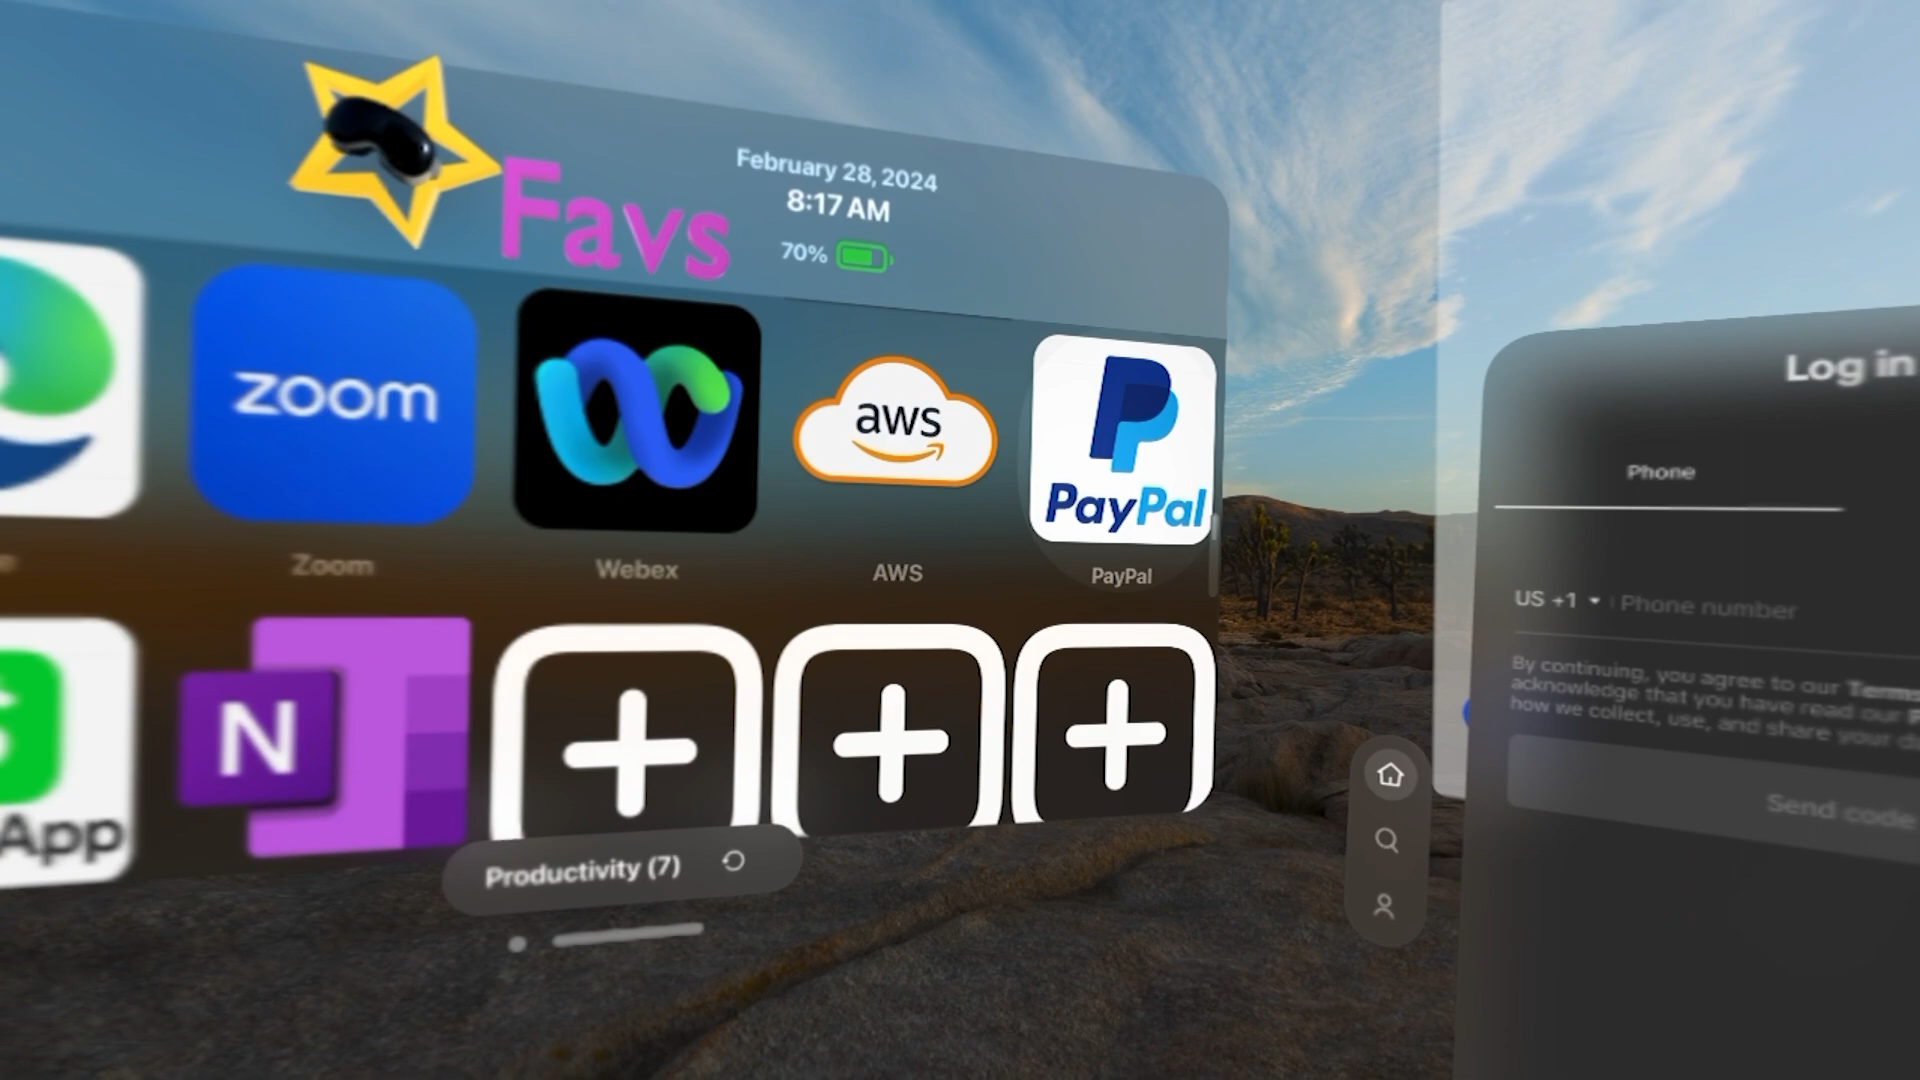 Favs
February 28, 2024
8:17 AM
70%
zoom
aws
PayPal
Zoom
Webex
AWS
PayPal
App
N
Productivity (7)
Log in
Phone
US +1
Phone number
By continuing, you agree to our Terms
acknowledge that you have read our
how we collect, use, and share your
Send code